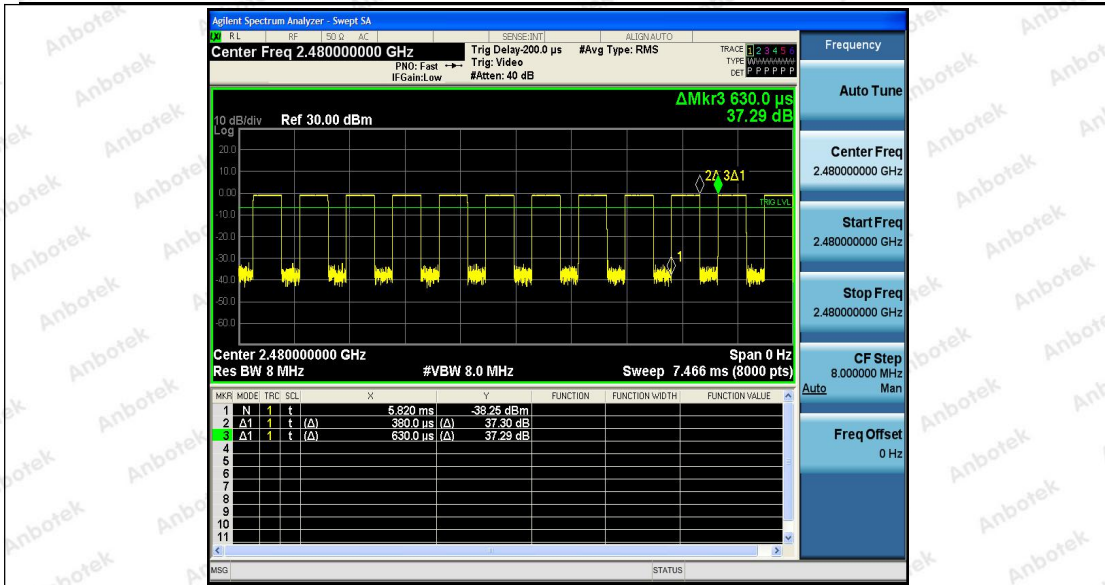 Agilent Spectrum Analyzer - Swept SA
RL RF 50 Ω AC SENSE:INT ALIGNAUTO
Center Freq 2.480000000 GHz
PNO: Fast
IFGain:Low
Trig Delay-200.0 µs
Trig: Video
#Atten: 40 dB
#Avg Type: RMS
TRACE 1 2 3 4 5 6
TYPE
DET P P P P P P
ΔMkr3 630.0 µs
37.29 dB
10 dB/div Ref 30.00 dBm
Log
20.0
10.0
0.00
-10.0
-20.0
-30.0
-40.0
-50.0
-60.0
2Δ 3Δ1
TRIG LVL
1
Center 2.480000000 GHz Span 0 Hz
Res BW 8 MHz #VBW 8.0 MHz Sweep 7.466 ms (8000 pts)
MKR MODE TRC SCL X Y FUNCTION FUNCTION WIDTH FUNCTION VALUE
1 N 1 t 5.820 ms -38.25 dBm
2 Δ1 1 t (Δ) 380.0 µs (Δ) 37.30 dB
3 Δ1 1 t (Δ) 630.0 µs (Δ) 37.29 dB
4
5
6
7
8
9
10
11
MSG STATUS
Frequency
Auto Tune
Center Freq
2.480000000 GHz
Start Freq
2.480000000 GHz
Stop Freq
2.480000000 GHz
CF Step
8.000000 MHz
Auto Man
Freq Offset
0 Hz
Anbotek